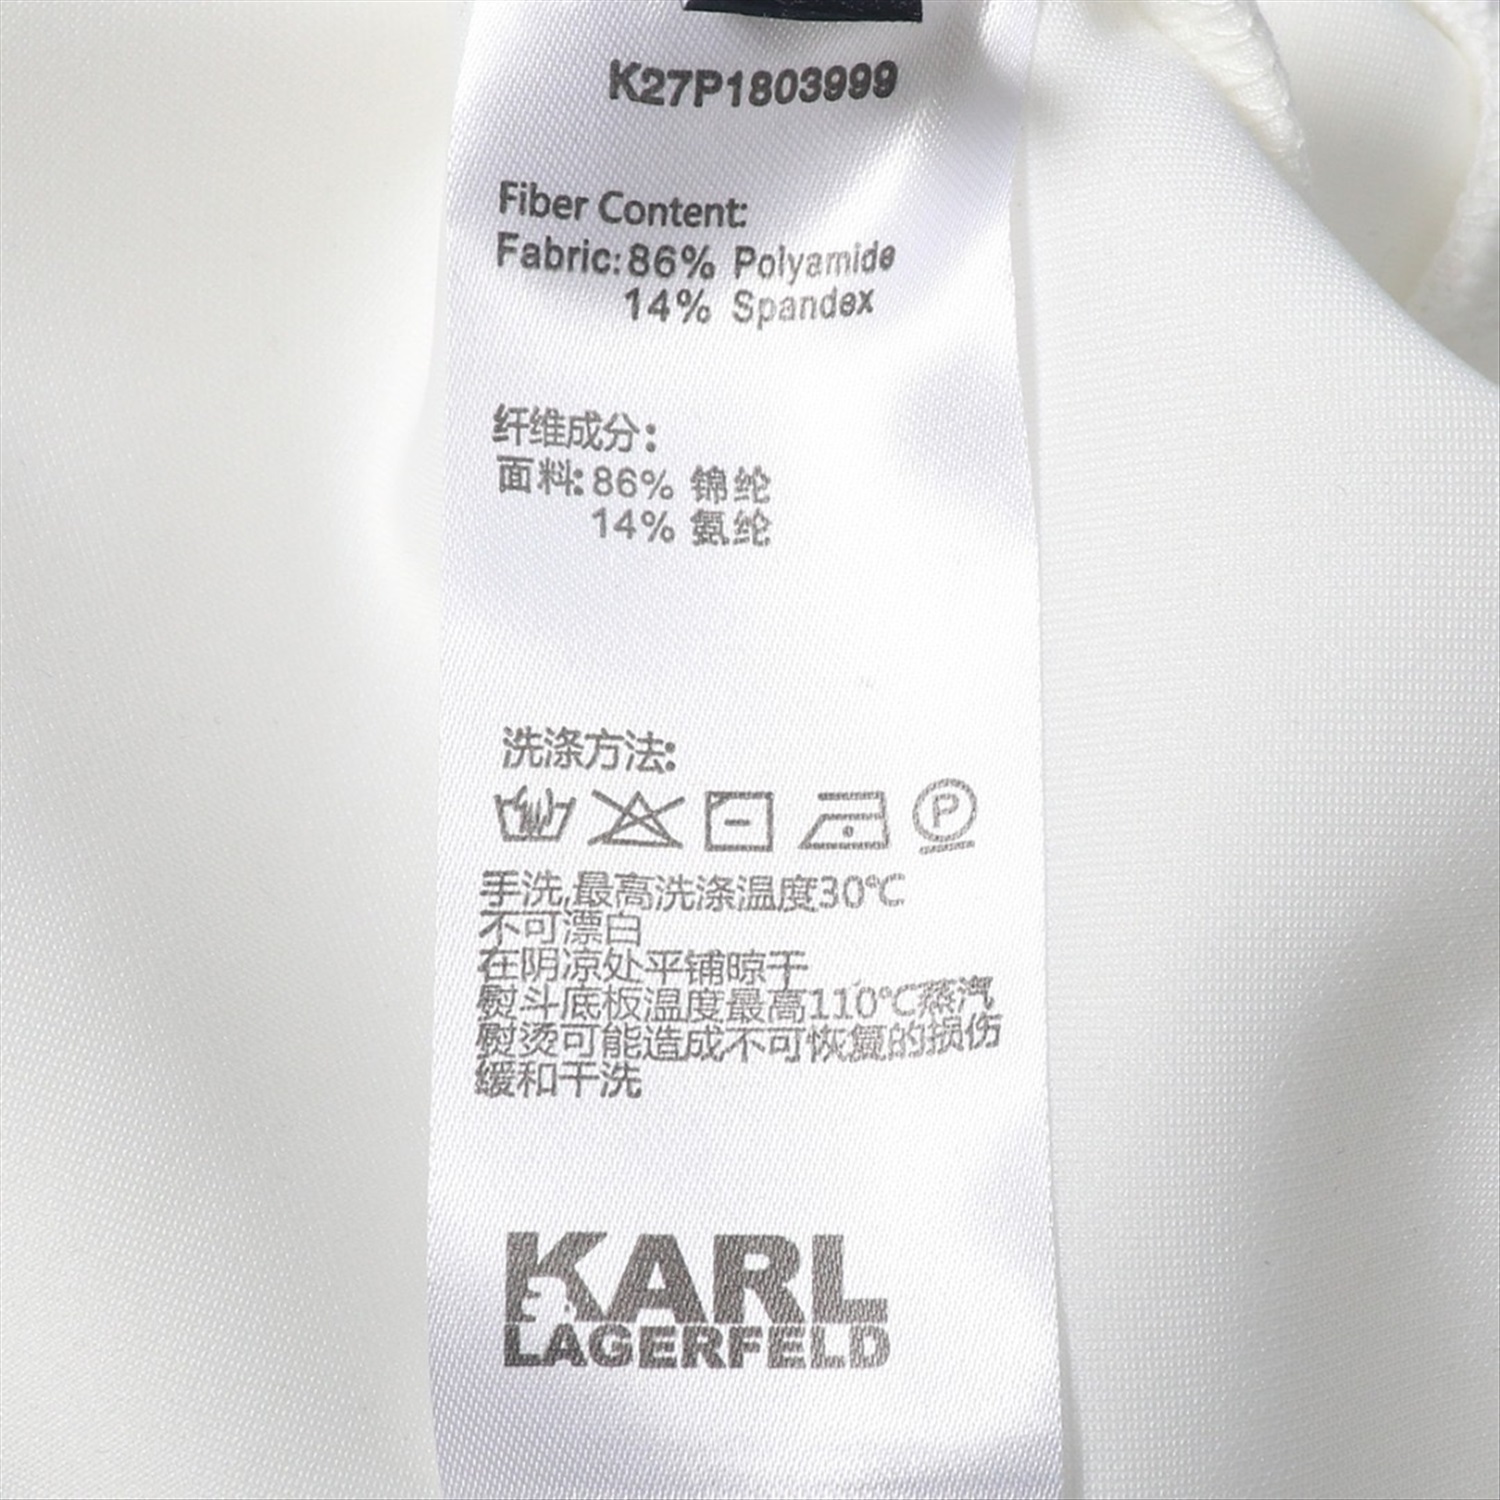 K27P1803999
Fiber Content:
Fabric:86% Polyamide
14% Spandex
纤维成分:
面料:86% 锦纶
14% 氨纶
洗涤方法:
P
手洗,最高洗涤温度30℃
不可漂白
在阴凉处平铺晾干
熨斗底板温度最高110℃蒸汽
熨烫可能造成不可恢复的损伤
缓和干洗
KARL
LAGERFELD